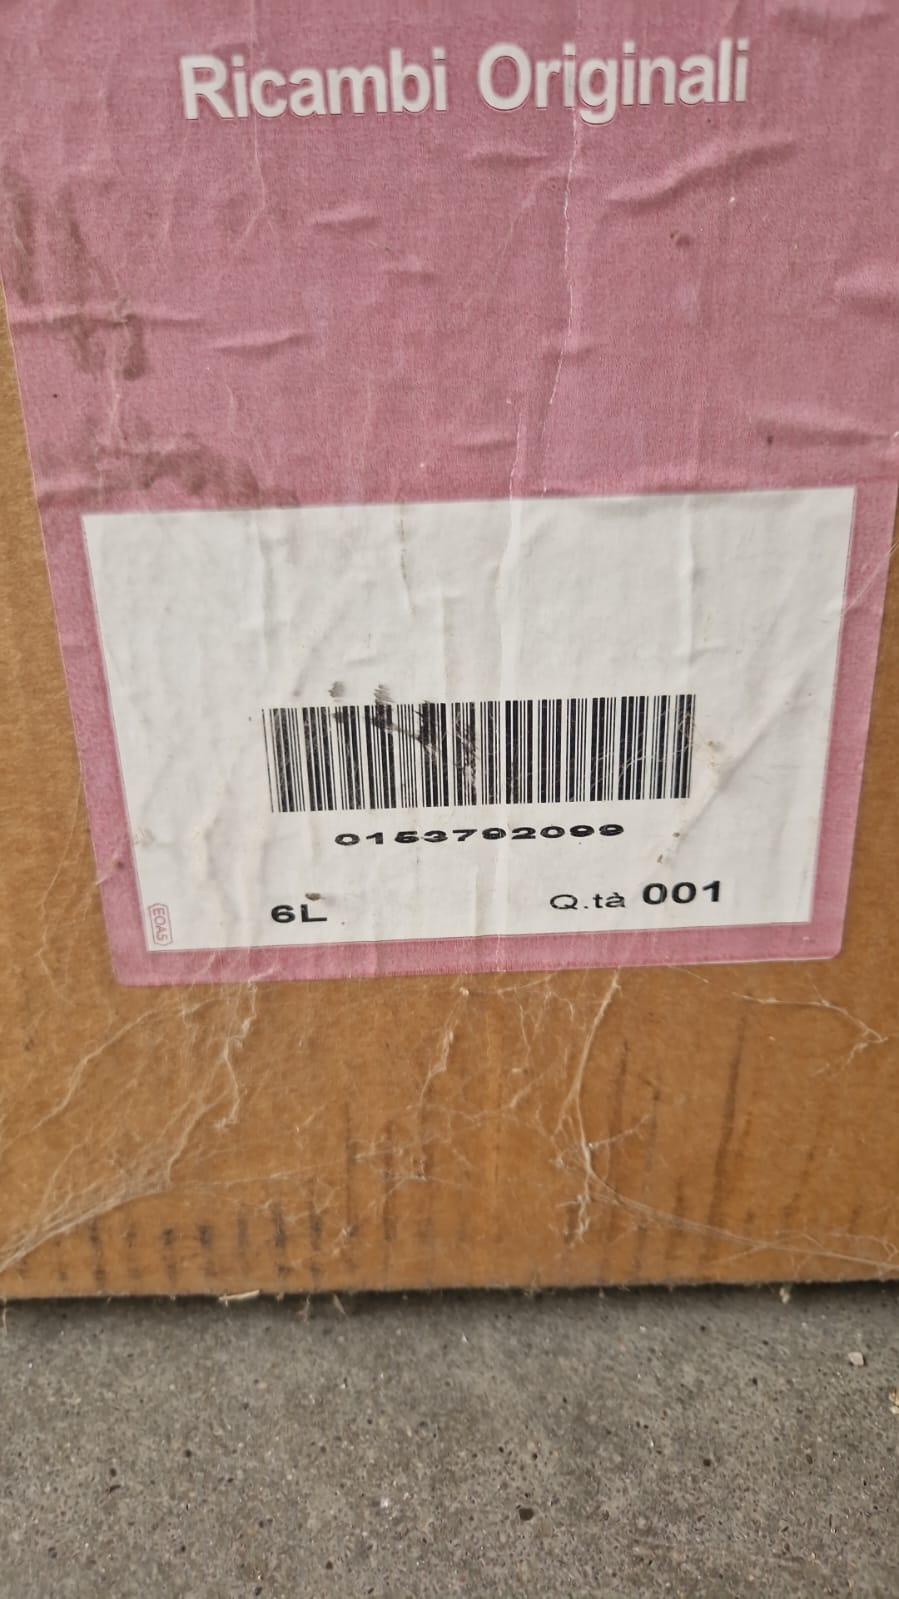 Ricambi Originali
0153792099
6L
Q.tà 001
EOAS